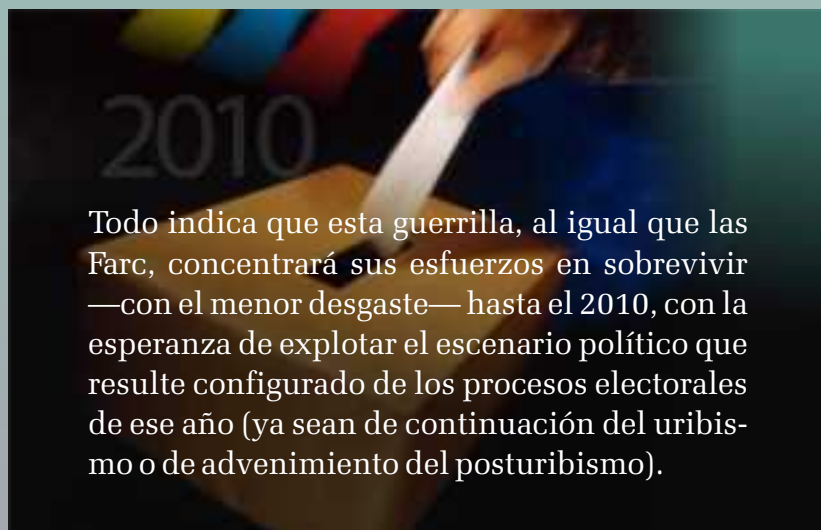 2010
Todo indica que esta guerrilla, al igual que las
Farc, concentrará sus esfuerzos en sobrevivir
—con el menor desgaste— hasta el 2010, con la
esperanza de explotar el escenario político que
resulte configurado de los procesos electorales
de ese año (ya sean de continuación del uribis-
mo o de advenimiento del posturibismo).